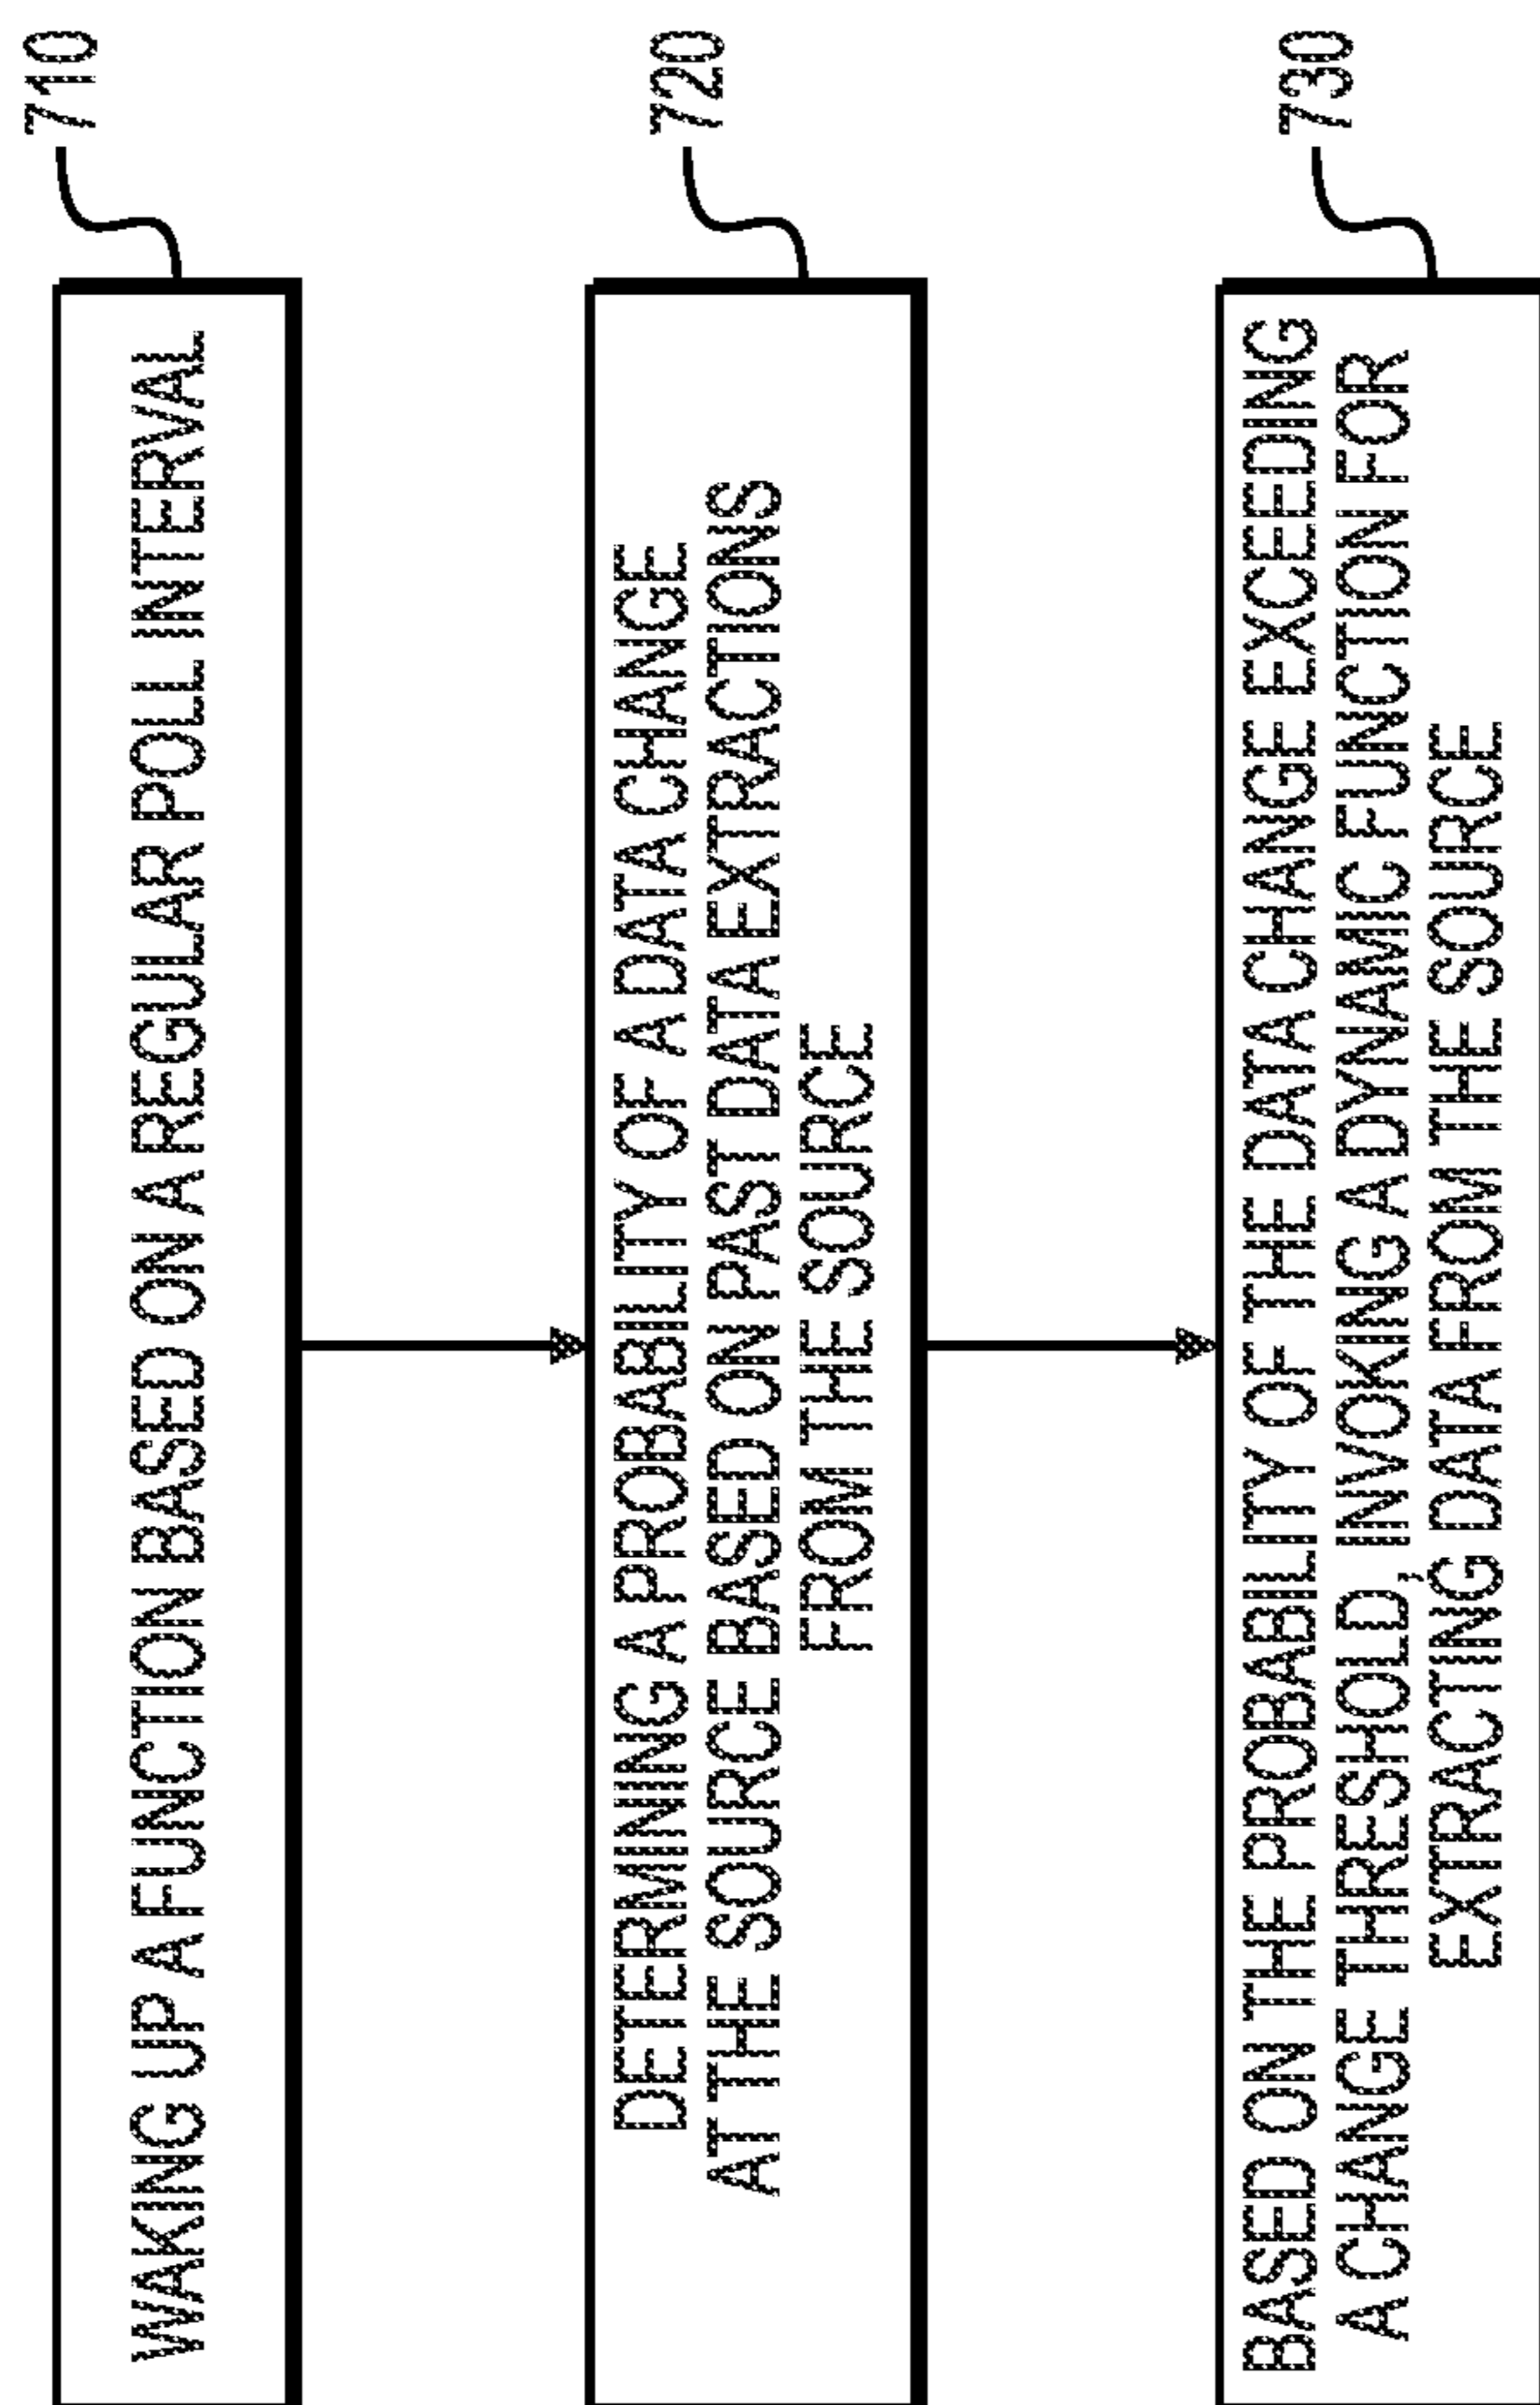 710
WAKING UP A FUNCTION BASED ON A REGULAR POLL INTERVAL
720
DETERMINING A PROBABILITY OF A DATA CHANGE
AT THE SOURCE BASED ON PAST DATA EXTRACTIONS
FROM THE SOURCE
730
BASED ON THE PROBABILITY OF THE DATA CHANGE EXCEEDING
A CHANGE THRESHOLD, INVOKING A DYNAMIC FUNCTION FOR
EXTRACTING DATA FROM THE SOURCE